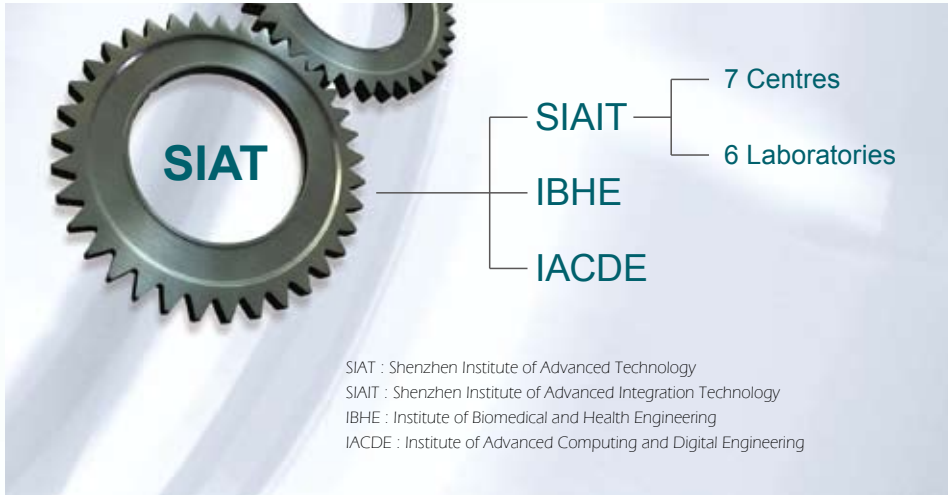 SIAT
SIAIT
7 Centres
6 Laboratories
IBHE
IACDE
SIAT : Shenzhen Institute of Advanced Technology
SIAIT : Shenzhen Institute of Advanced Integration Technology
IBHE : Institute of Biomedical and Health Engineering
IACDE : Institute of Advanced Computing and Digital Engineering